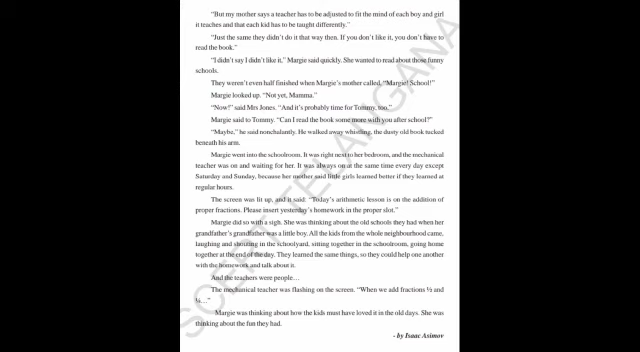 "But my mother says a teacher has to be adjusted to fit the mind of each boy and girl
it teaches and that each kid has to be taught differently."
"Just the same they didn't do it that way then. If you don't like it, you don't have to
read the book."
"I didn't say I didn't like it," Margie said quickly. She wanted to read about those funny
schools.
They weren't even half finished when Margie's mother called, "Margie! School!"
Margie looked up. "Not yet, Mamma."
"Now!" said Mrs Jones. "And it's probably time for Tommy, too."
Margie said to Tommy. "Can I read the book some more with you after school?"
"Maybe," he said nonchalantly. He walked away whistling, the dusty old book tucked
beneath his arm.
Margie went into the schoolroom. It was right next to her bedroom, and the mechanical
teacher was on and waiting for her. It was always on at the same time every day except
Saturday and Sunday, because her mother said little girls learned better if they learned at
regular hours.
The screen was lit up, and it said: "Today's arithmetic lesson is on the addition of
proper fractions. Please insert yesterday's homework in the proper slot."
Margie did so with a sigh. She was thinking about the old schools they had when her
grandfather's grandfather was a little boy. All the kids from the whole neighbourhood came,
laughing and shouting in the schoolyard, sitting together in the schoolroom, going home
together at the end of the day. They learned the same things, so they could help one another
with the homework and talk about it.
And the teachers were people…
The mechanical teacher was flashing on the screen. "When we add fractions ½ and
¼…"
Margie was thinking about how the kids must have loved it in the old days. She was
thinking about the fun they had.
- by Isaac Asimov
SCERT TELANGANA